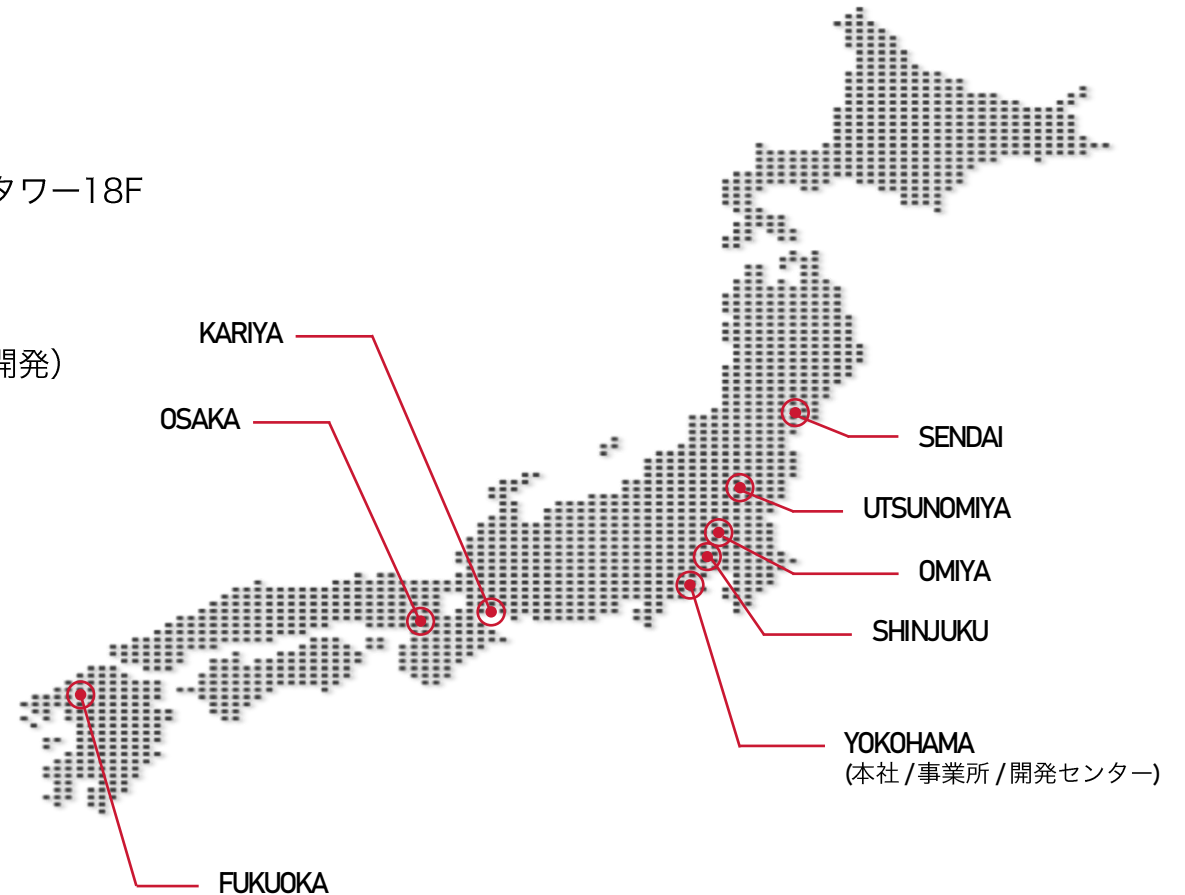 タワー18F
KARIYA
開発）
OSAKA
SENDAI
UTSUNOMIYA
OMIYA
SHINJUKU
YOKOHAMA
(本社 / 事業所 / 開発センター)
FUKUOKA